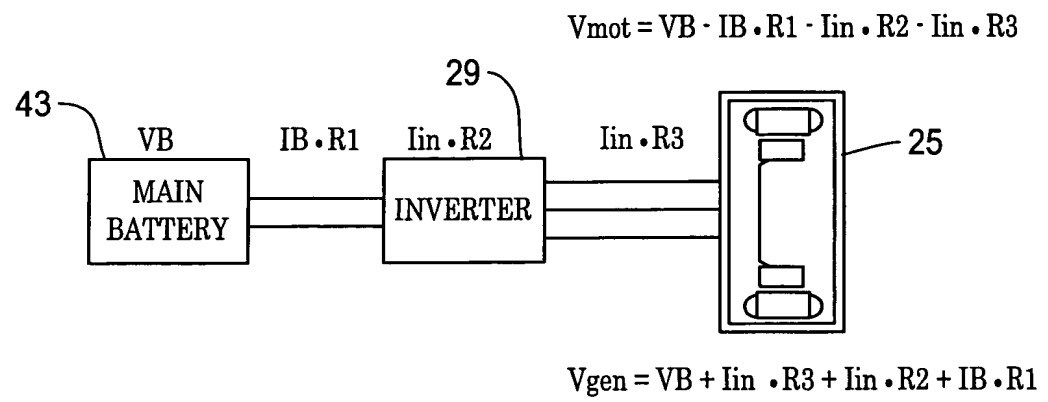 Vmot = VB - IB•R1 - Iin•R2 - Iin•R3
43
29
VB
IB•R1
Iin•R2
Iin•R3
25
MAIN
BATTERY
INVERTER
Vgen = VB + Iin •R3 + Iin•R2 + IB•R1